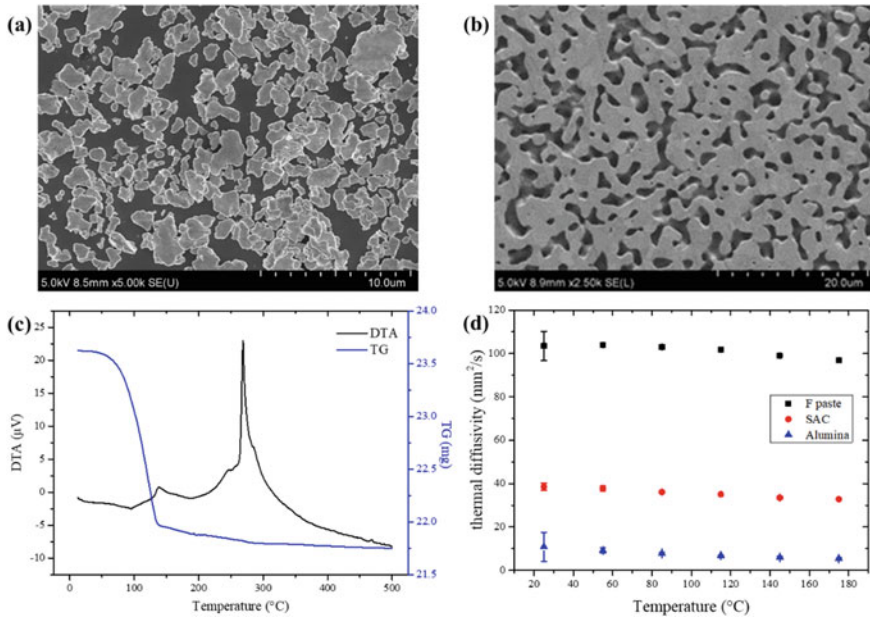 (a)
5.0kV 8.5mm x5.00k SE(U) 10.0um
(b)
5.0kV 8.9mm x2.50k SE(L) 20.0um
(c)
DTA
TG
25
20
15
10
5
0
-5
-10
DTA (µV)
24.0
23.5
23.0
22.5
22.0
21.5
TG (mg)
0 100 200 300 400 500
Temperature (°C)
(d)
120
100
80
60
40
20
0
thermal diffusivity (mm²/s)
F paste
SAC
Alumina
20 40 60 80 100 120 140 160 180
Temperature (°C)